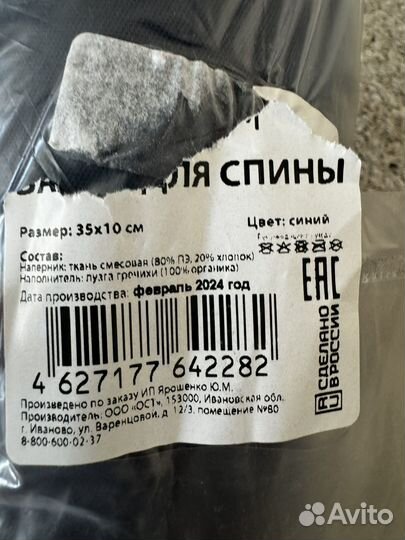 ДЛЯ СПИНЫ
Размер: 35x10 см
Цвет: синий
Состав:
Наперник: ткань смесовая (80% ПЭ, 20% хлопок)
Наполнитель: лузга гречихи (100% органика)
Дата производства: февраль 2024 год
EAC
СДЕЛАНО
В РОССИИ
4 627177 642282
Произведено по заказу ИП Ярошенко Ю.М.
Производитель: ООО «ОСТ», 153000, Ивановская обл.
г. Иваново, ул. Варенцовой, д. 12/3, помещение №80
8-800-600-02-37
Avito